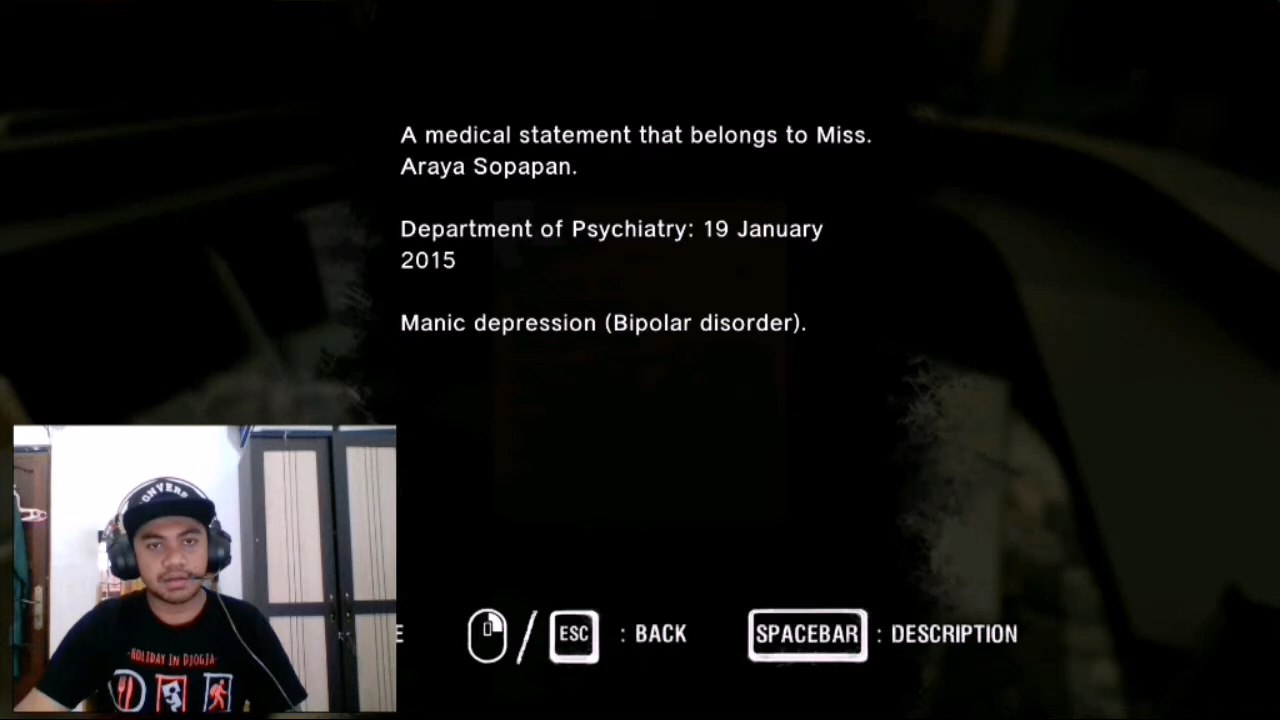 A medical statement that belongs to Miss.
Araya Sopapan.
Department of Psychiatry: 19 January
2015
Manic depression (Bipolar disorder).
E
ESC : BACK
SPACEBAR : DESCRIPTION
ONVERS
HOLIDAY IN DJOGJA